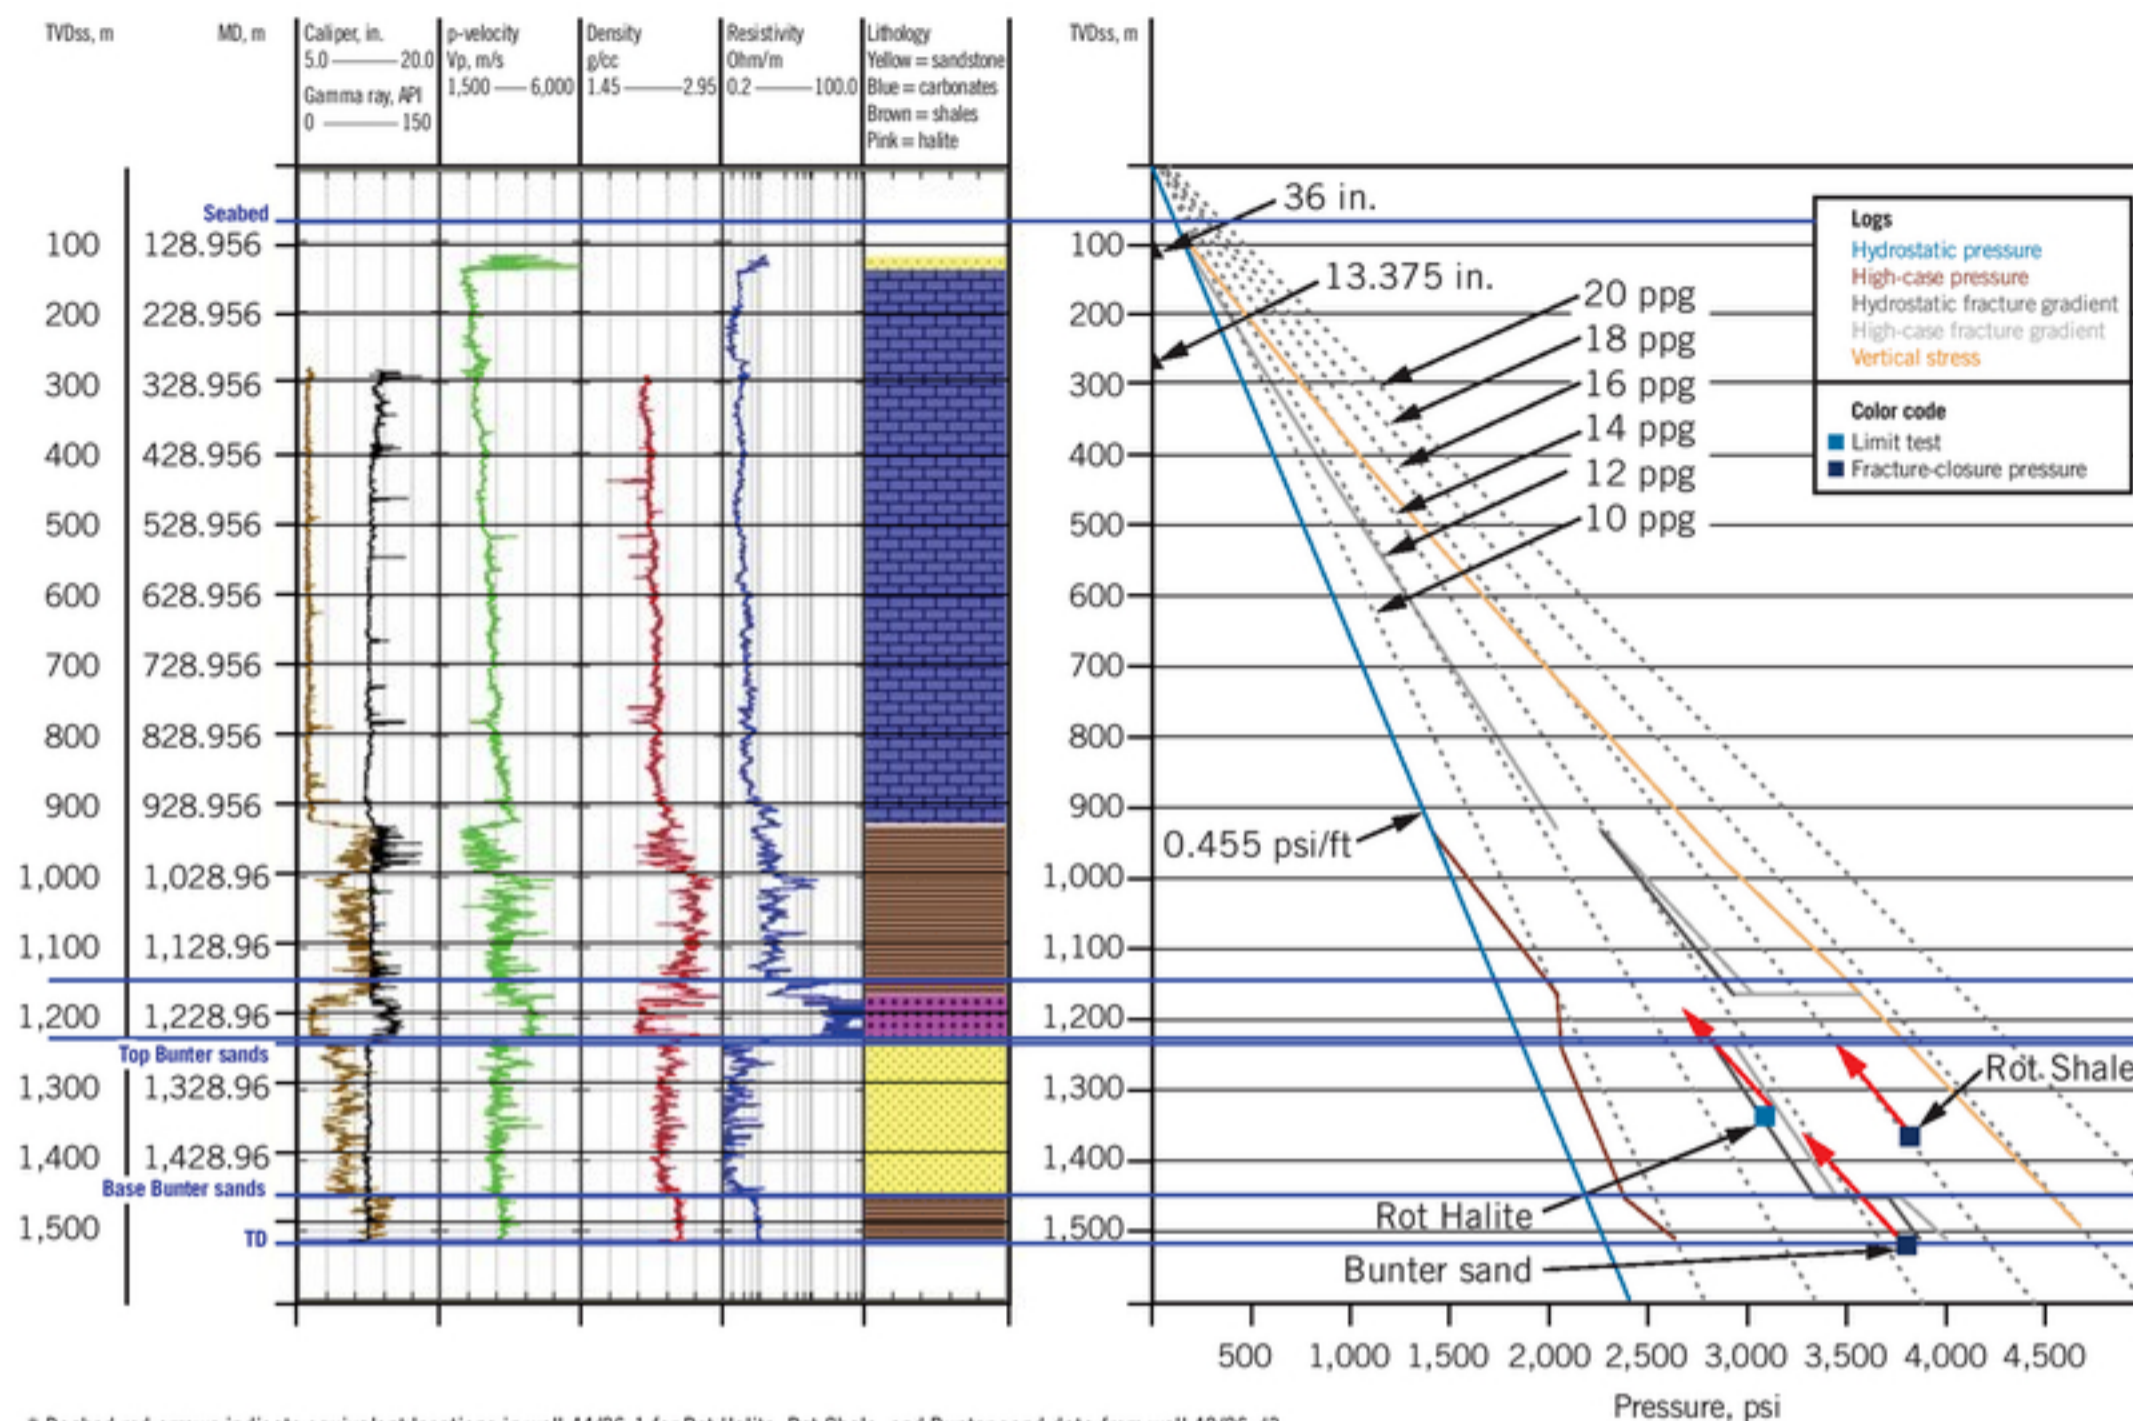 TVDss, m
MD, m
Caliper, in.
5.0 20.0
Gamma ray, API
0 150
p-velocity
Vp, m/s
1,500 6,000
Density
g/cc
1.45 2.95
Resistivity
Ohm/m
0.2 100.0
Lithology
Yellow = sandstone
Blue = carbonates
Brown = shales
Pink = halite
Seabed
100 128.956
200 228.956
300 328.956
400 428.956
500 528.956
600 628.956
700 728.956
800 828.956
900 928.956
1,000 1,028.96
1,100 1,128.96
1,200 1,228.96
Top Bunter sands
1,300 1,328.96
1,400 1,428.96
Base Bunter sands
1,500
TD
TVDss, m
100
200
300
400
500
600
700
800
900
1,000
1,100
1,200
1,300
1,400
1,500
36 in.
13.375 in.
20 ppg
18 ppg
16 ppg
14 ppg
12 ppg
10 ppg
0.455 psi/ft
Rot Shale
Rot Halite
Bunter sand
Logs
Hydrostatic pressure
High-case pressure
Hydrostatic fracture gradient
High-case fracture gradient
Vertical stress
Color code
Limit test
Fracture-closure pressure
500 1,000 1,500 2,000 2,500 3,000 3,500 4,000 4,500
Pressure, psi